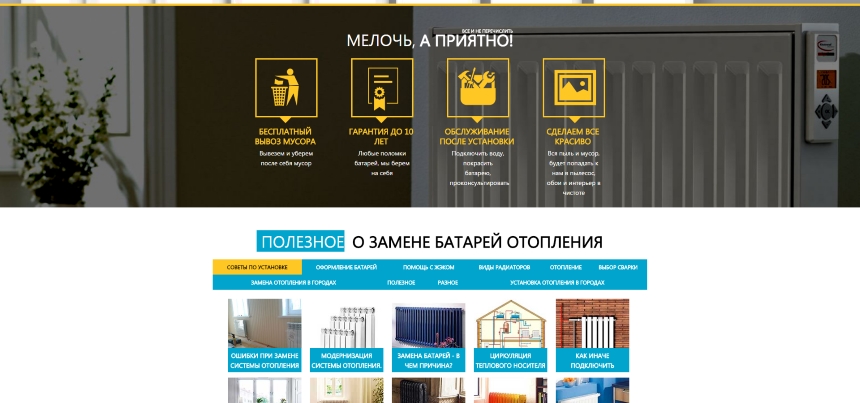 ВСЕ И НЕ ПЕРЕЧИСЛИТЬ
МЕЛОЧЬ, А ПРИЯТНО!
БЕСПЛАТНЫЙ
ВЫВОЗ МУСОРА
Вывезем и уберем
после себя мусор
ГАРАНТИЯ ДО 10
ЛЕТ
Любые поломки
батарей, мы берем
на себя
ОБСЛУЖИВАНИЕ
ПОСЛЕ УСТАНОВКИ
Подключить воду,
покрасить
батарею,
проконсультировать
СДЕЛАЕМ ВСЕ
КРАСИВО
Вся пыль и мусор,
будет попадать к
нам в пылесос,
обои и интерьер в
чистоте
ПОЛЕЗНОЕ О ЗАМЕНЕ БАТАРЕЙ ОТОПЛЕНИЯ
СОВЕТЫ ПО УСТАНОВКЕ ОФОРМЛЕНИЕ БАТАРЕЙ ПОМОЩЬ С ЖЭКОМ ВИДЫ РАДИАТОРОВ ОТОПЛЕНИЕ ВЫБОР СВАРКИ
ЗАМЕНА ОТОПЛЕНИЯ В ГОРОДАХ ПОЛЕЗНОЕ РАЗНОЕ УСТАНОВКА ОТОПЛЕНИЯ В ГОРОДАХ
ОШИБКИ ПРИ ЗАМЕНЕ
СИСТЕМЫ ОТОПЛЕНИЯ
МОДЕРНИЗАЦИЯ
СИСТЕМЫ ОТОПЛЕНИЯ.
ЗАМЕНА БАТАРЕЙ - В
ЧЕМ ПРИЧИНА?
ЦИРКУЛЯЦИЯ
ТЕПЛОВОГО НОСИТЕЛЯ
КАК ИНАЧЕ
ПОДКЛЮЧИТЬ